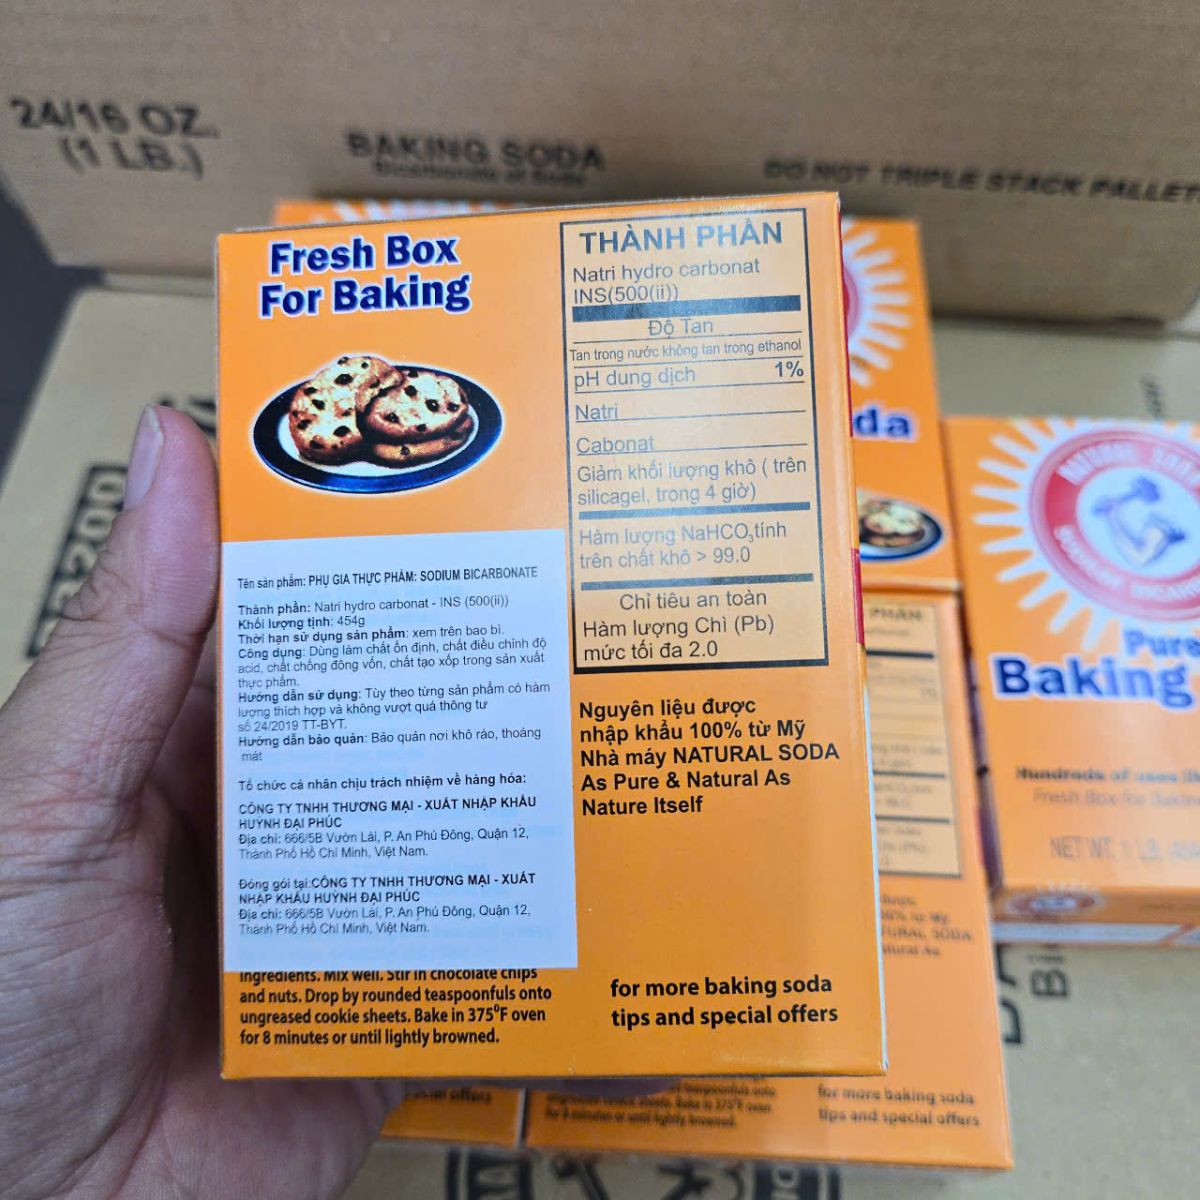 24/16 OZ.
(1 LB.)
BAKING SODA
Bicarbonate of Soda
DO NOT TRIPLE STACK PALLET
Fresh Box
For Baking
THÀNH PHẦN
Natri hydro carbonat
INS(500(ii))
Độ Tan
Tan trong nước không tan trong ethanol
pH dung dịch 1%
Natri
Cabonat
Giảm khối lượng khô ( trên
silicagel, trong 4 giờ)
Hàm lượng NaHCO₃tính
trên chất khô > 99.0
Chỉ tiêu an toàn
Hàm lượng Chì (Pb)
mức tối đa 2.0
Nguyên liệu được
nhập khẩu 100% từ Mỹ
Nhà máy NATURAL SODA
As Pure & Natural As
Nature Itself
for more baking soda
tips and special offers
Tên sản phẩm: PHỤ GIA THỰC PHẨM: SODIUM BICARBONATE
Thành phần: Natri hydro carbonat - INS (500(ii))
Khối lượng tịnh: 454g
Thời hạn sử dụng sản phẩm: xem trên bao bì.
Công dụng: Dùng làm chất ổn định, chất điều chỉnh độ
acid, chất chống đông vón, chất tạo xốp trong sản xuất
thực phẩm.
Hướng dẫn sử dụng: Tùy theo từng sản phẩm có hàm
lượng thích hợp và không vượt quá thông tư
số 24/2019 TT-BYT.
Hướng dẫn bảo quản: Bảo quản nơi khô ráo, thoáng
mát
Tổ chức cá nhân chịu trách nhiệm về hàng hóa:
CÔNG TY TNHH THƯƠNG MẠI - XUẤT NHẬP KHẨU
HUỲNH ĐẠI PHÚC
Địa chỉ: 666/5B Vườn Lài, P. An Phú Đông, Quận 12,
Thành Phố Hồ Chí Minh, Việt Nam.
Đóng gói tại:CÔNG TY TNHH THƯƠNG MẠI - XUẤT
NHẬP KHẨU HUỲNH ĐẠI PHÚC
Địa chỉ: 666/5B Vườn Lài, P. An Phú Đông, Quận 12,
Thành Phố Hồ Chí Minh, Việt Nam.
ingredients. Mix well. Stir in chocolate chips
and nuts. Drop by rounded teaspoonfuls onto
ungreased cookie sheets. Bake in 375⁰F oven
for 8 minutes or until lightly browned.
da
Pure
Baking
Hundreds of uses
Fresh Box for
NET WT. 1 LB.
for more baking soda
tips and special offers